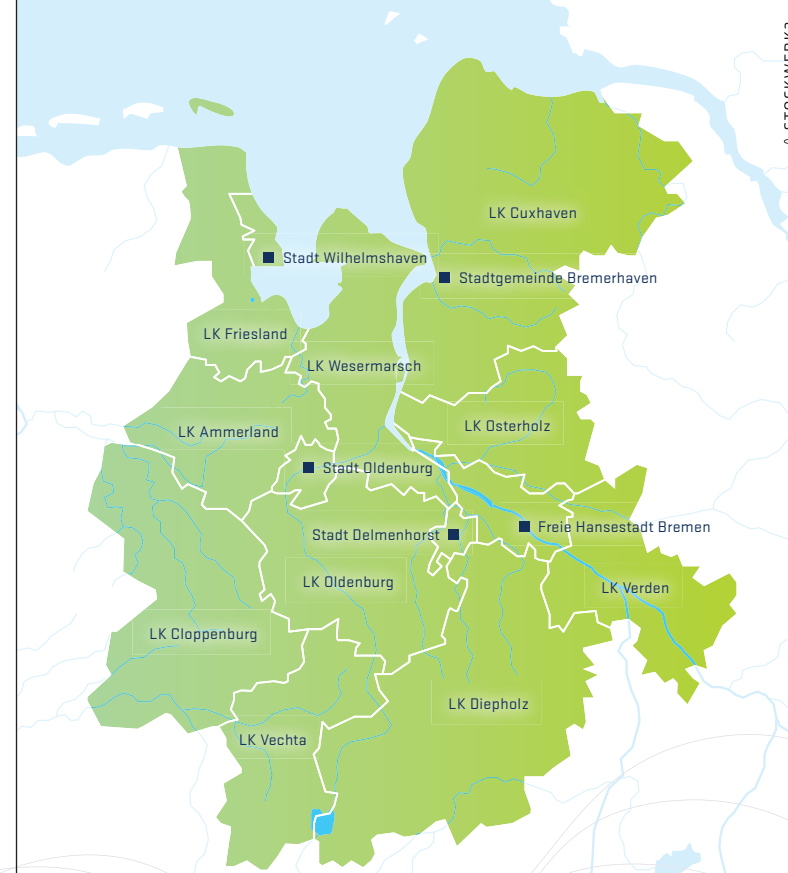 LK Cuxhaven
Stadt Wilhelmshaven
Stadtgemeinde Bremerhaven
LK Friesland
LK Wesermarsch
LK Ammerland
LK Osterholz
Stadt Oldenburg
Freie Hansestadt Bremen
Stadt Delmenhorst
LK Oldenburg
LK Verden
LK Cloppenburg
LK Diepholz
LK Vechta